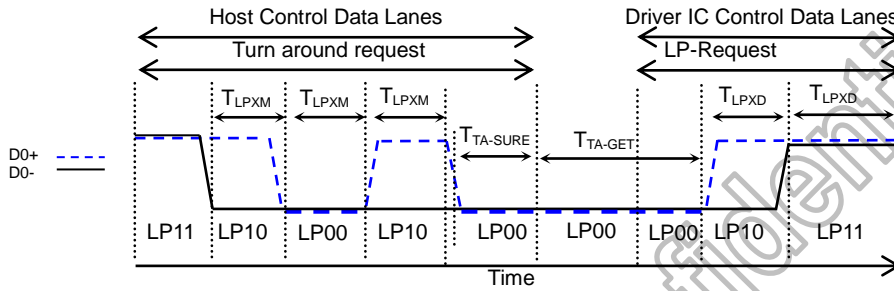 Host Control Data Lanes Driver IC Control Data Lanes
Turn around request LP-Request
TLPXM TLPXM TLPXM TLPXD TLPXD
TTA-SURE TTA-GET
D0+
D0-
LP11 LP10 LP00 LP10 LP00 LP00 LP00 LP10 LP11
Time